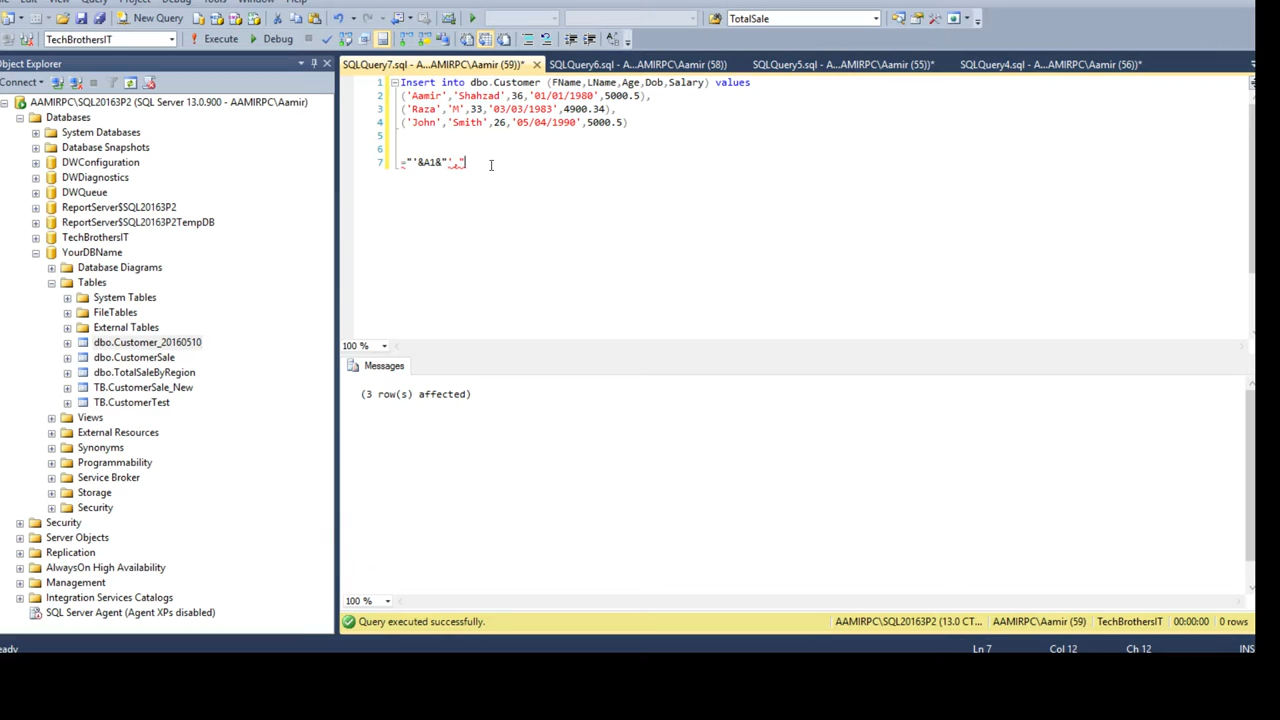 Debug
New Query
TotalSale
TechBrothersIT
Execute
Debug
Object Explorer
Connect
AAMIRPC\SQL20163P2 (SQL Server 13.0.900 - AAMIRPC\Aamir)
Databases
System Databases
Database Snapshots
DWConfiguration
DWDiagnostics
DWQueue
ReportServer$SQL20163P2
ReportServer$SQL20163P2TempDB
TechBrothersIT
YourDBName
Database Diagrams
Tables
System Tables
FileTables
External Tables
dbo.Customer_20160510
dbo.CustomerSale
dbo.TotalSaleByRegion
TB.CustomerSale_New
TB.CustomerTest
Views
External Resources
Synonyms
Programmability
Service Broker
Storage
Security
Security
Server Objects
Replication
AlwaysOn High Availability
Management
Integration Services Catalogs
SQL Server Agent (Agent XPs disabled)
SQLQuery7.sql - A...AMIRPC\Aamir (59))* SQLQuery6.sql - A...AMIRPC\Aamir (58)) SQLQuery5.sql - A...AMIRPC\Aamir (55))* SQLQuery4.sql - A...AMIRPC\Aamir (56))*
1 Insert into dbo.Customer (FName,LName,Age,Dob,Salary) values
2 ('Aamir','Shahzad',36,'01/01/1980',5000.5),
3 ('Raza','M',33,'03/03/1983',4900.34),
4 ('John','Smith',26,'05/04/1990',5000.5)
5
6
7 ="'&A1&"',"
100 %
Messages
(3 row(s) affected)
100 %
Query executed successfully. AAMIRPC\SQL20163P2 (13.0 CT... AAMIRPC\Aamir (59) TechBrothersIT 00:00:00 0 rows
Ln 7 Col 12 Ch 12 INS